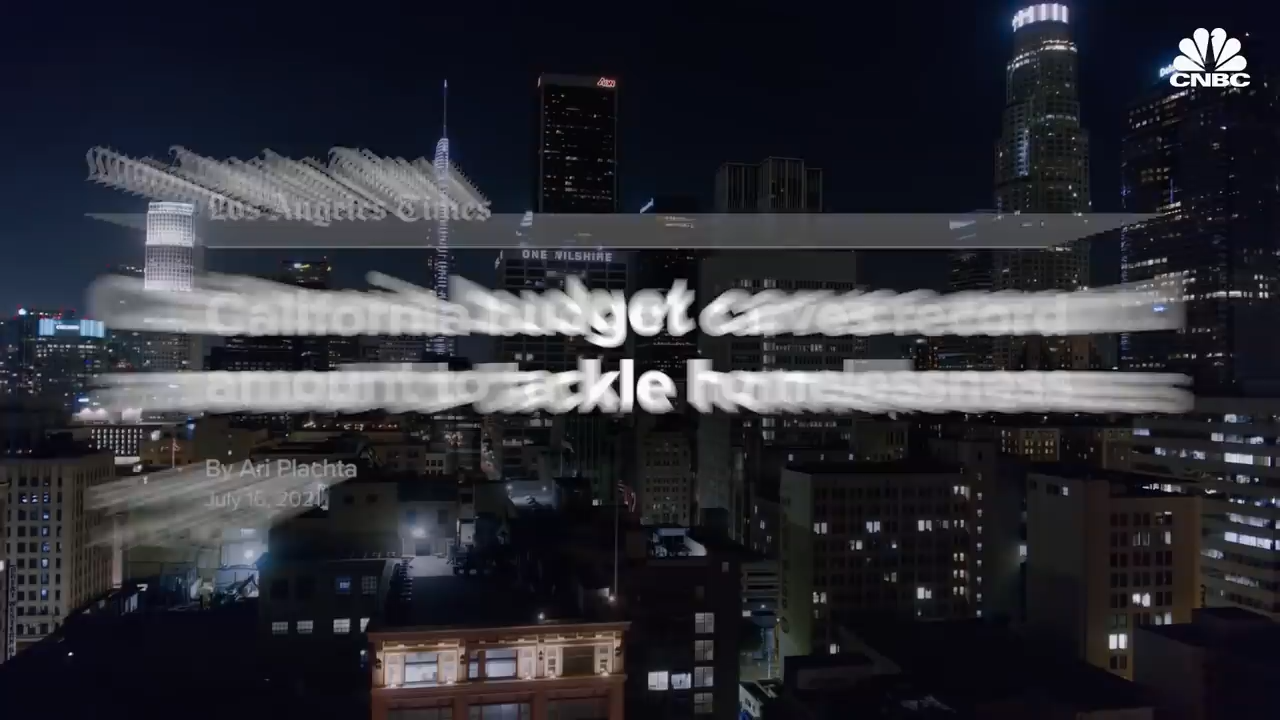 CNBC
Aon
Los Angeles Times
ONE WILSHIRE
California budget carves record
amount to tackle homelessness
By Ari Plachta
July 16, 2021